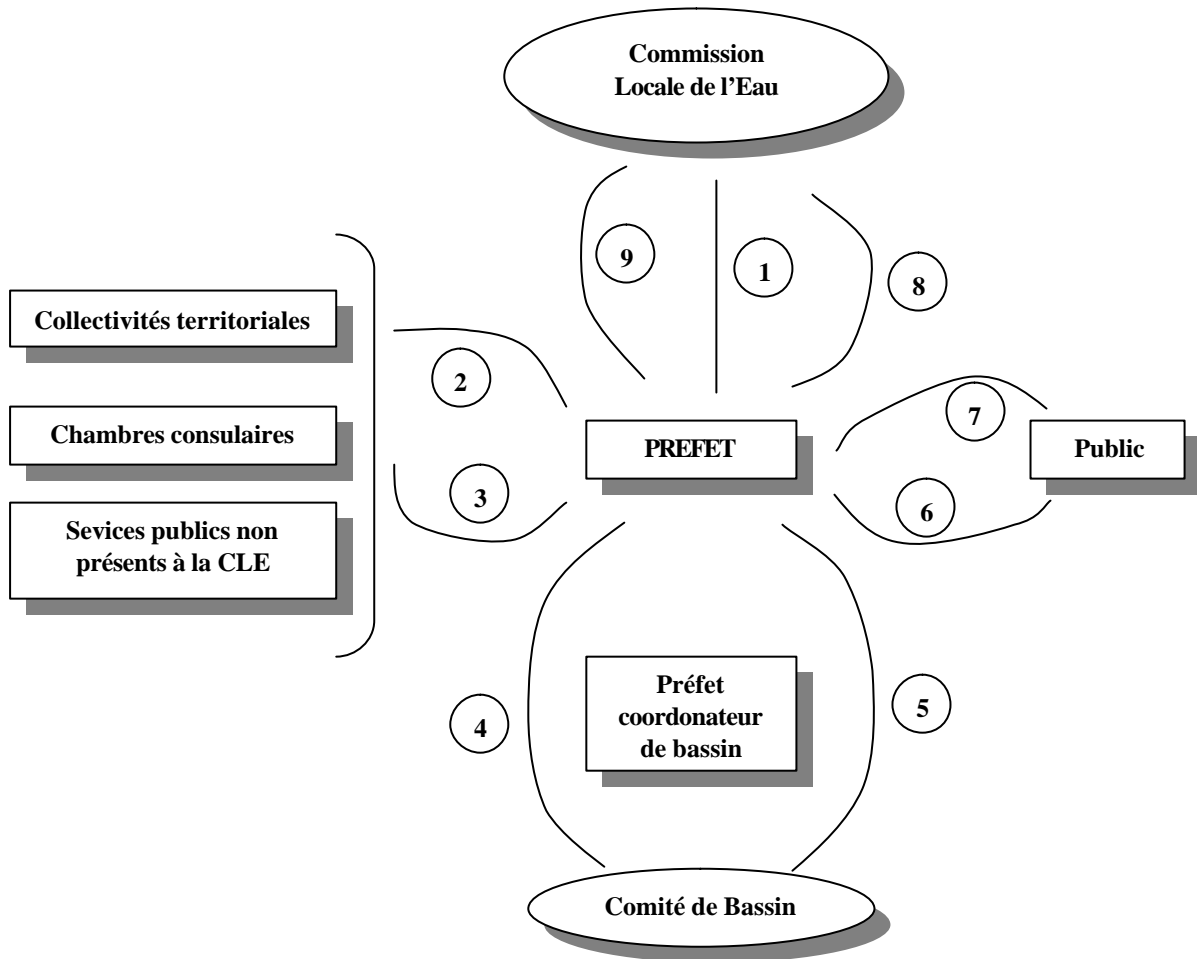 Commission
Locale de l’Eau
9
1
8
Collectivités territoriales
2
7
Chambres consulaires
PREFET
Public
3
6
Sevices publics non
présents à la CLE
Préfet
coordonateur
de bassin
4
5
Comité de Bassin